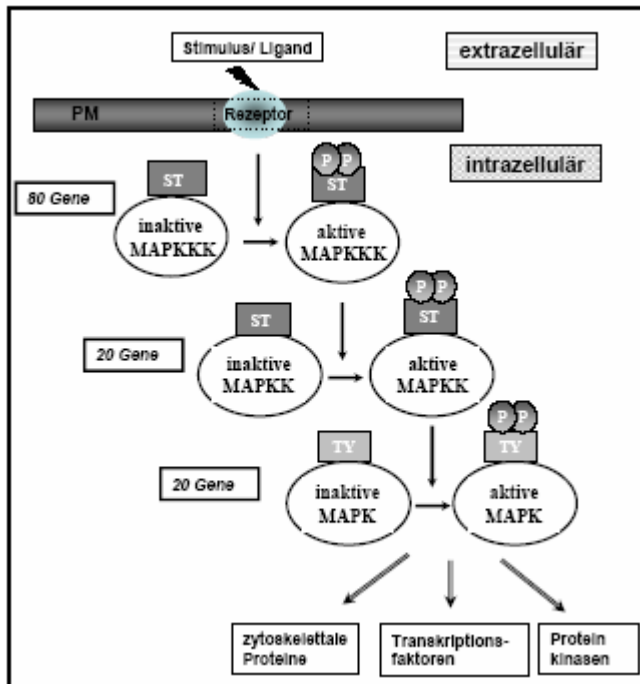 Stimulus/ Ligand
extrazellulär
PM
Rezeptor
intrazellulär
P P
ST
ST
80 Gene
inaktive
MAPKKK
aktive
MAPKKK
P P
ST
ST
20 Gene
inaktive
MAPKK
aktive
MAPKK
P P
TY
TY
20 Gene
inaktive
MAPK
aktive
MAPK
zytoskelettale
Proteine
Transkriptions-
faktoren
Protein
kinasen